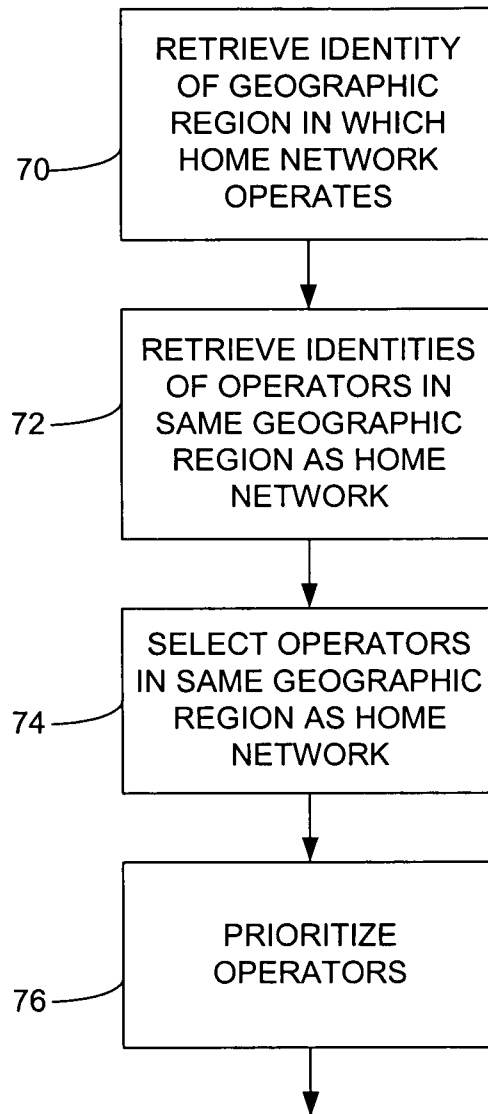 RETRIEVE IDENTITY
OF GEOGRAPHIC
REGION IN WHICH
HOME NETWORK
OPERATES
70
RETRIEVE IDENTITIES
OF OPERATORS IN
SAME GEOGRAPHIC
REGION AS HOME
NETWORK
72
SELECT OPERATORS
IN SAME GEOGRAPHIC
REGION AS HOME
NETWORK
74
PRIORITIZE
OPERATORS
76